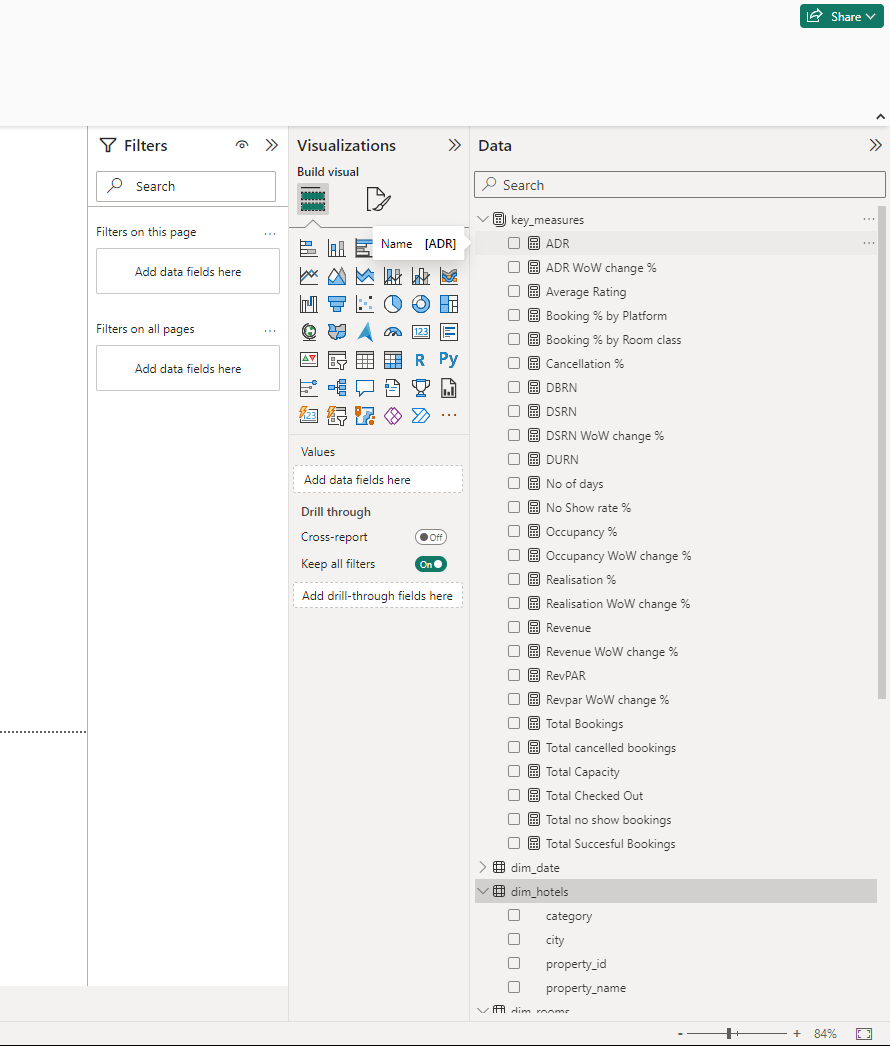 Share
Filters
Search
Filters on this page
...
Add data fields here
Filters on all pages
...
Add data fields here
Visualizations
Build visual
Name [ADR]
123
R
Py
123
...
Values
Add data fields here
Drill through
Cross-report
Off
Keep all filters
On
Add drill-through fields here
Data
Search
key_measures
...
ADR
...
ADR WoW change %
Average Rating
Booking % by Platform
Booking % by Room class
Cancellation %
DBRN
DSRN
DSRN WoW change %
DURN
No of days
No Show rate %
Occupancy %
Occupancy WoW change %
Realisation %
Realisation WoW change %
Revenue
Revenue WoW change %
RevPAR
Revpar WoW change %
Total Bookings
Total cancelled bookings
Total Capacity
Total Checked Out
Total no show bookings
Total Succesful Bookings
dim_date
dim_hotels
category
city
property_id
property_name
dim_rooms
- + 84%